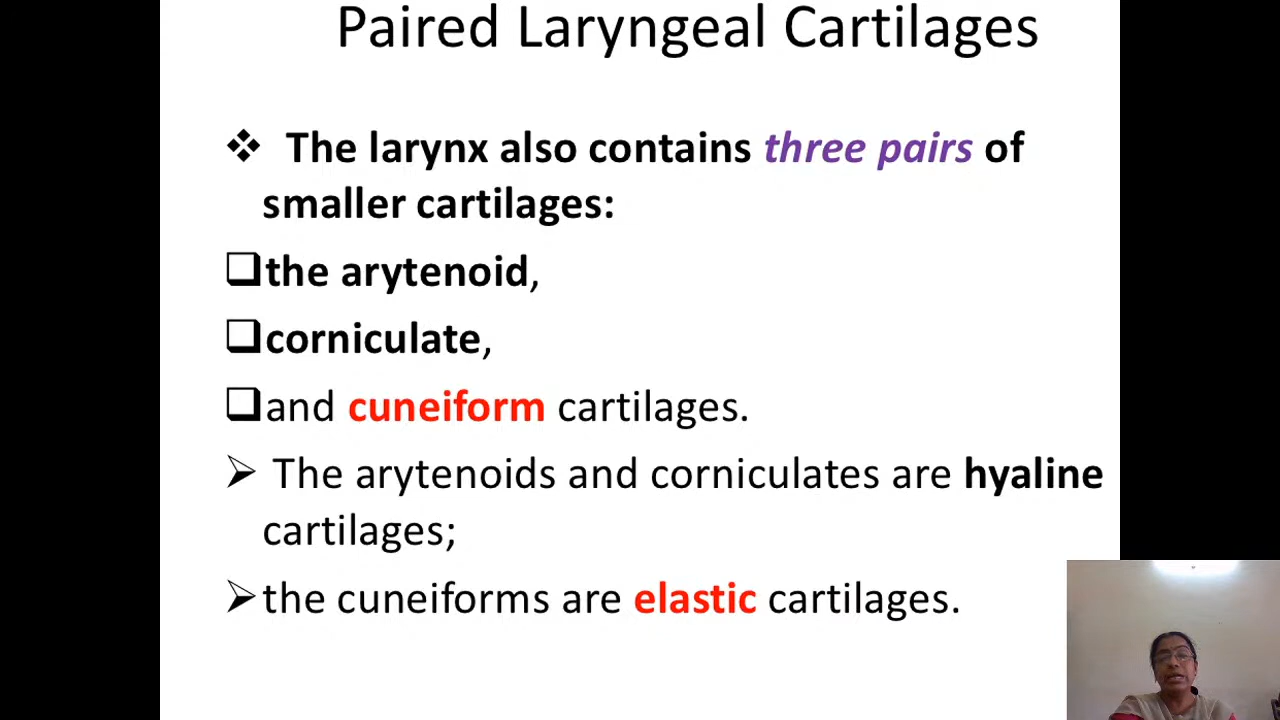 Paired Laryngeal Cartilages
❖ The larynx also contains three pairs of
smaller cartilages:
❑the arytenoid,
❑corniculate,
❑and cuneiform cartilages.
➢ The arytenoids and corniculates are hyaline
cartilages;
➢the cuneiforms are elastic cartilages.